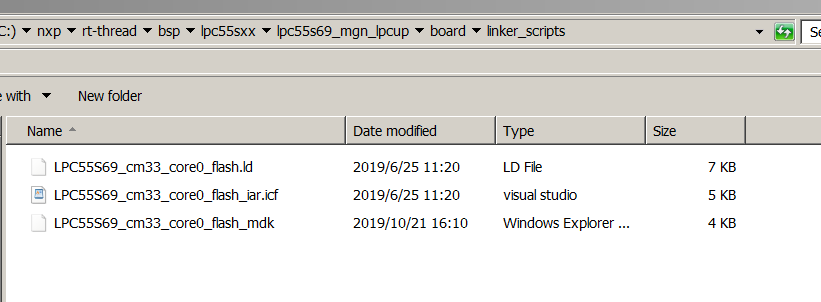 C:) nxp rt-thread bsp lpc55sxx lpc55s69_mgn_lpcup board linker_scripts Se
e with New folder
Name Date modified Type Size
LPC55S69_cm33_core0_flash.ld 2019/6/25 11:20 LD File 7 KB
LPC55S69_cm33_core0_flash_iar.icf 2019/6/25 11:20 visual studio 5 KB
LPC55S69_cm33_core0_flash_mdk 2019/10/21 16:10 Windows Explorer ... 4 KB